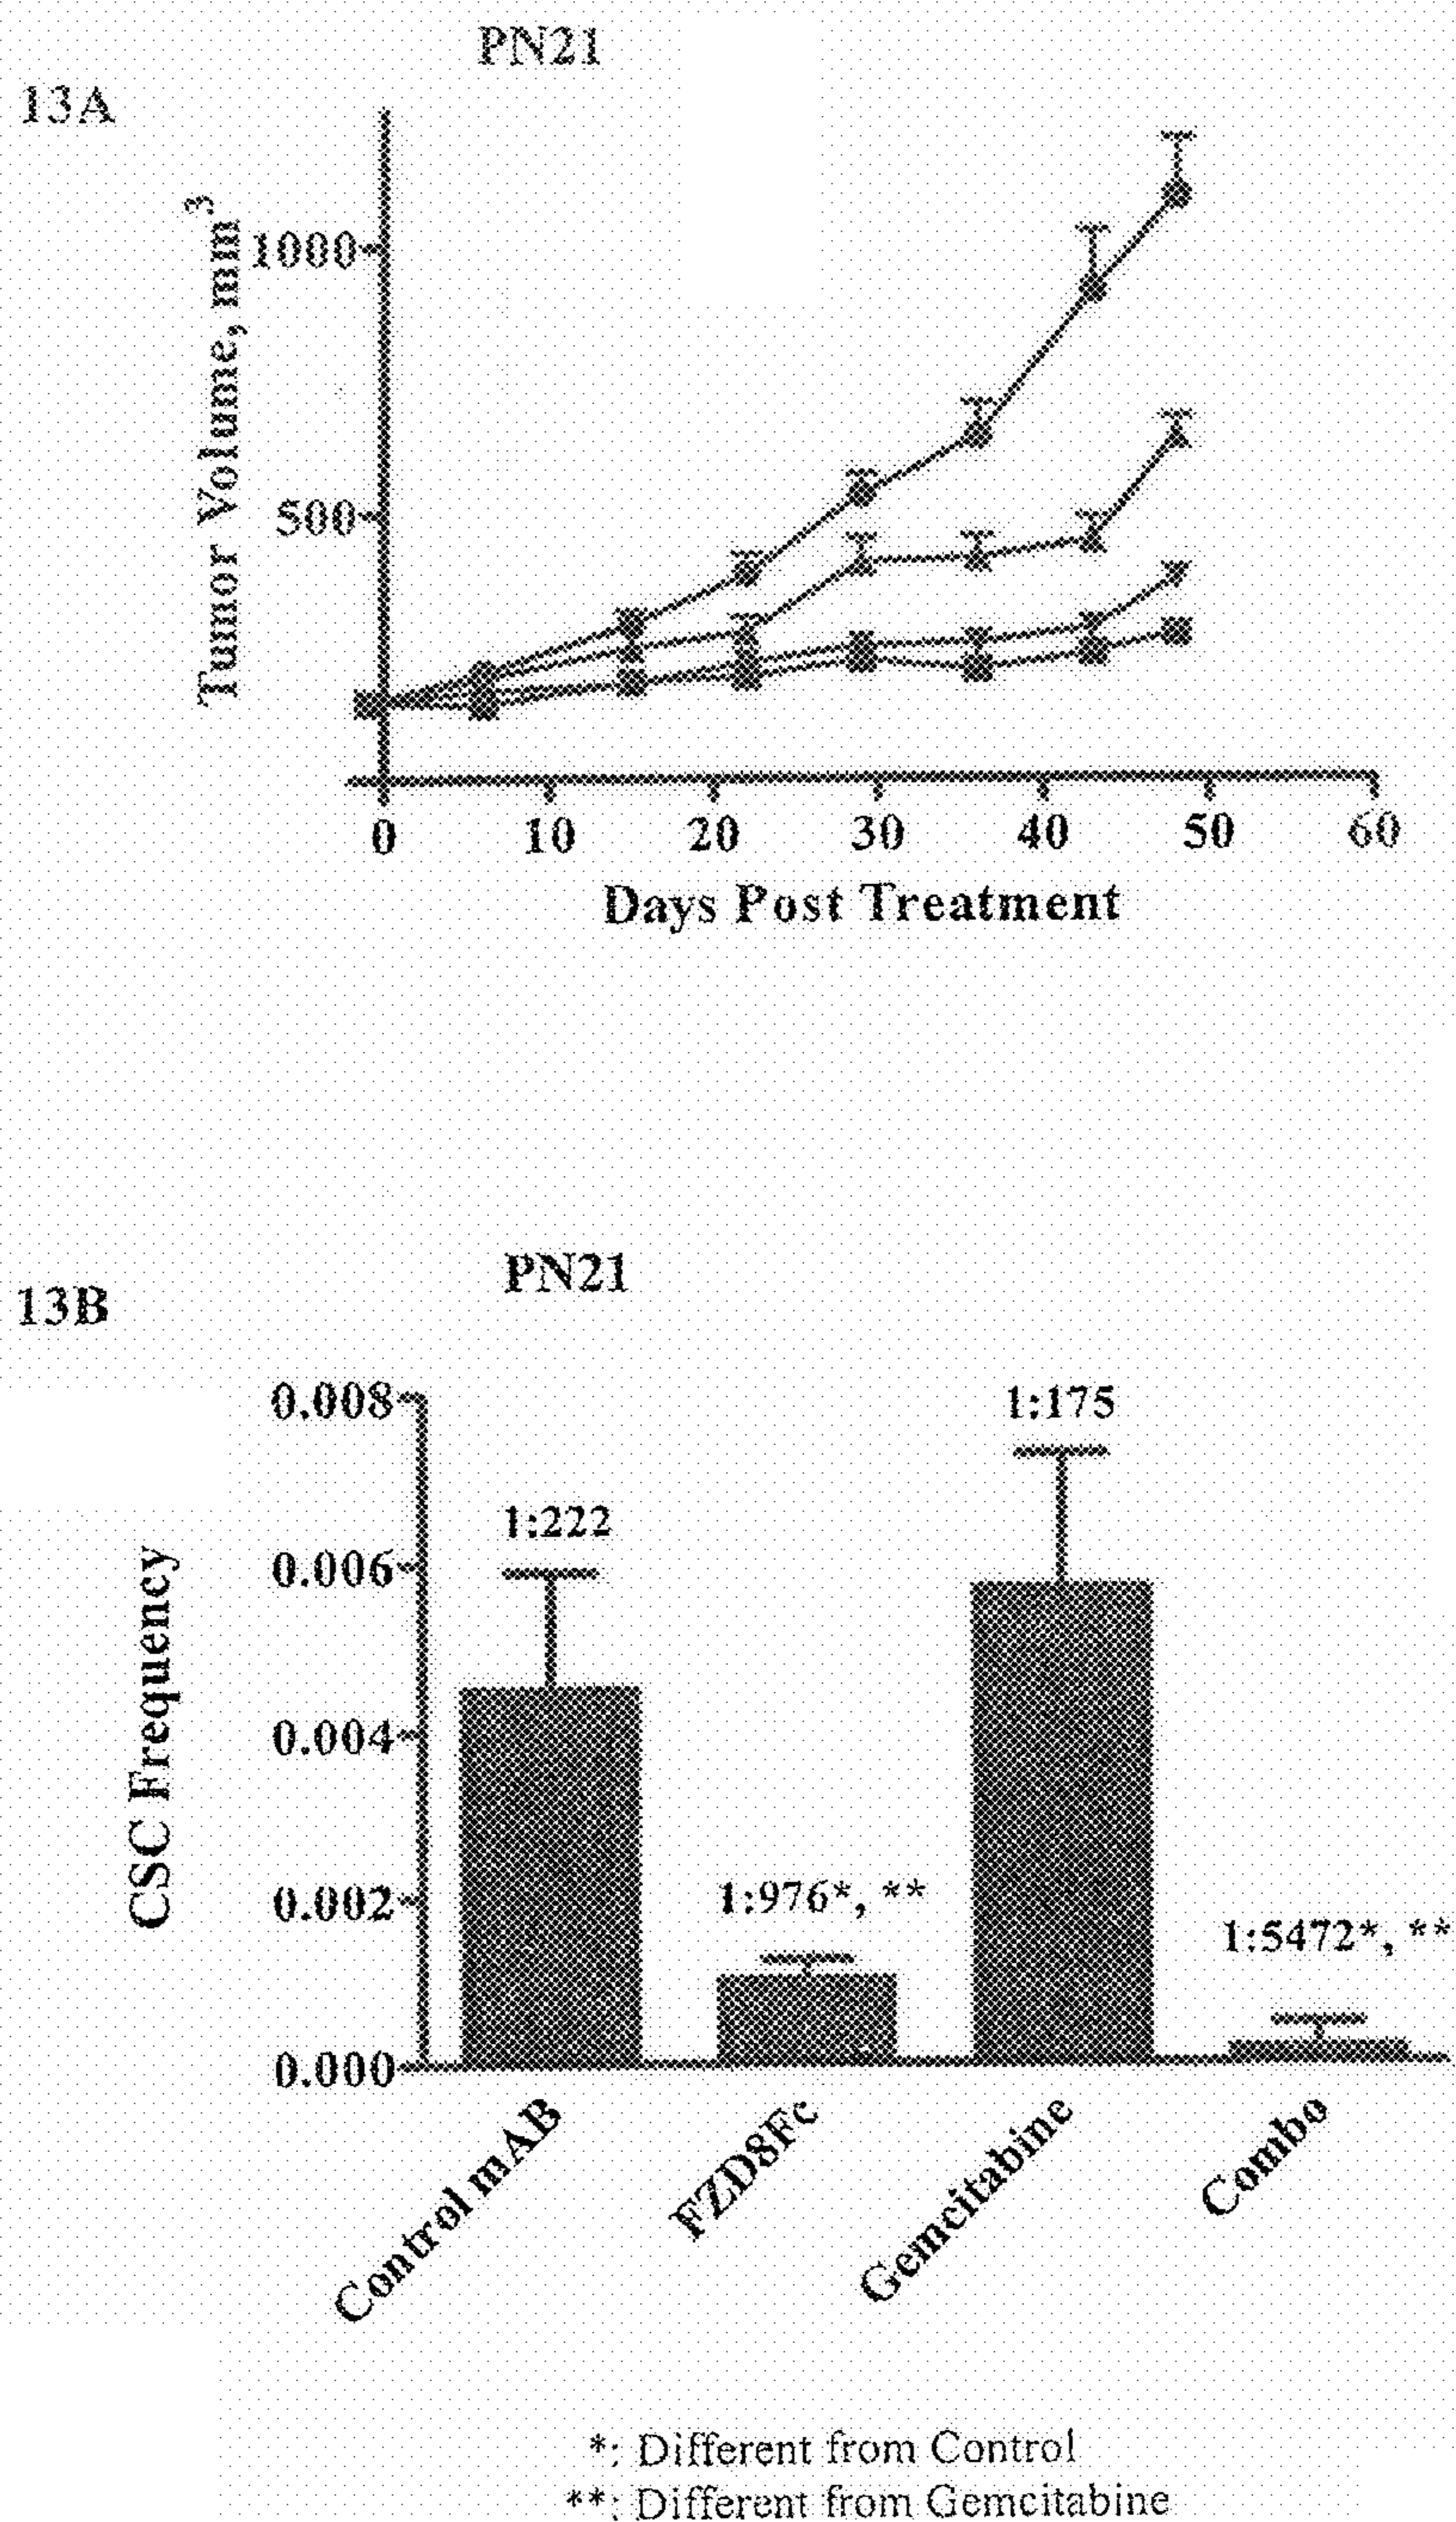 PN21
13A
Tumor Volume, mm³
1000
500
0 10 20 30 40 50 60
Days Post Treatment
PN21
13B
CSC Frequency
0.008
0.006
0.004
0.002
0.000
1:222
1:976*, **
1:175
1:5472*, **
Control mAB
FZD8Fc
Gemcitabine
Combo
*: Different from Control
**: Different from Gemcitabine